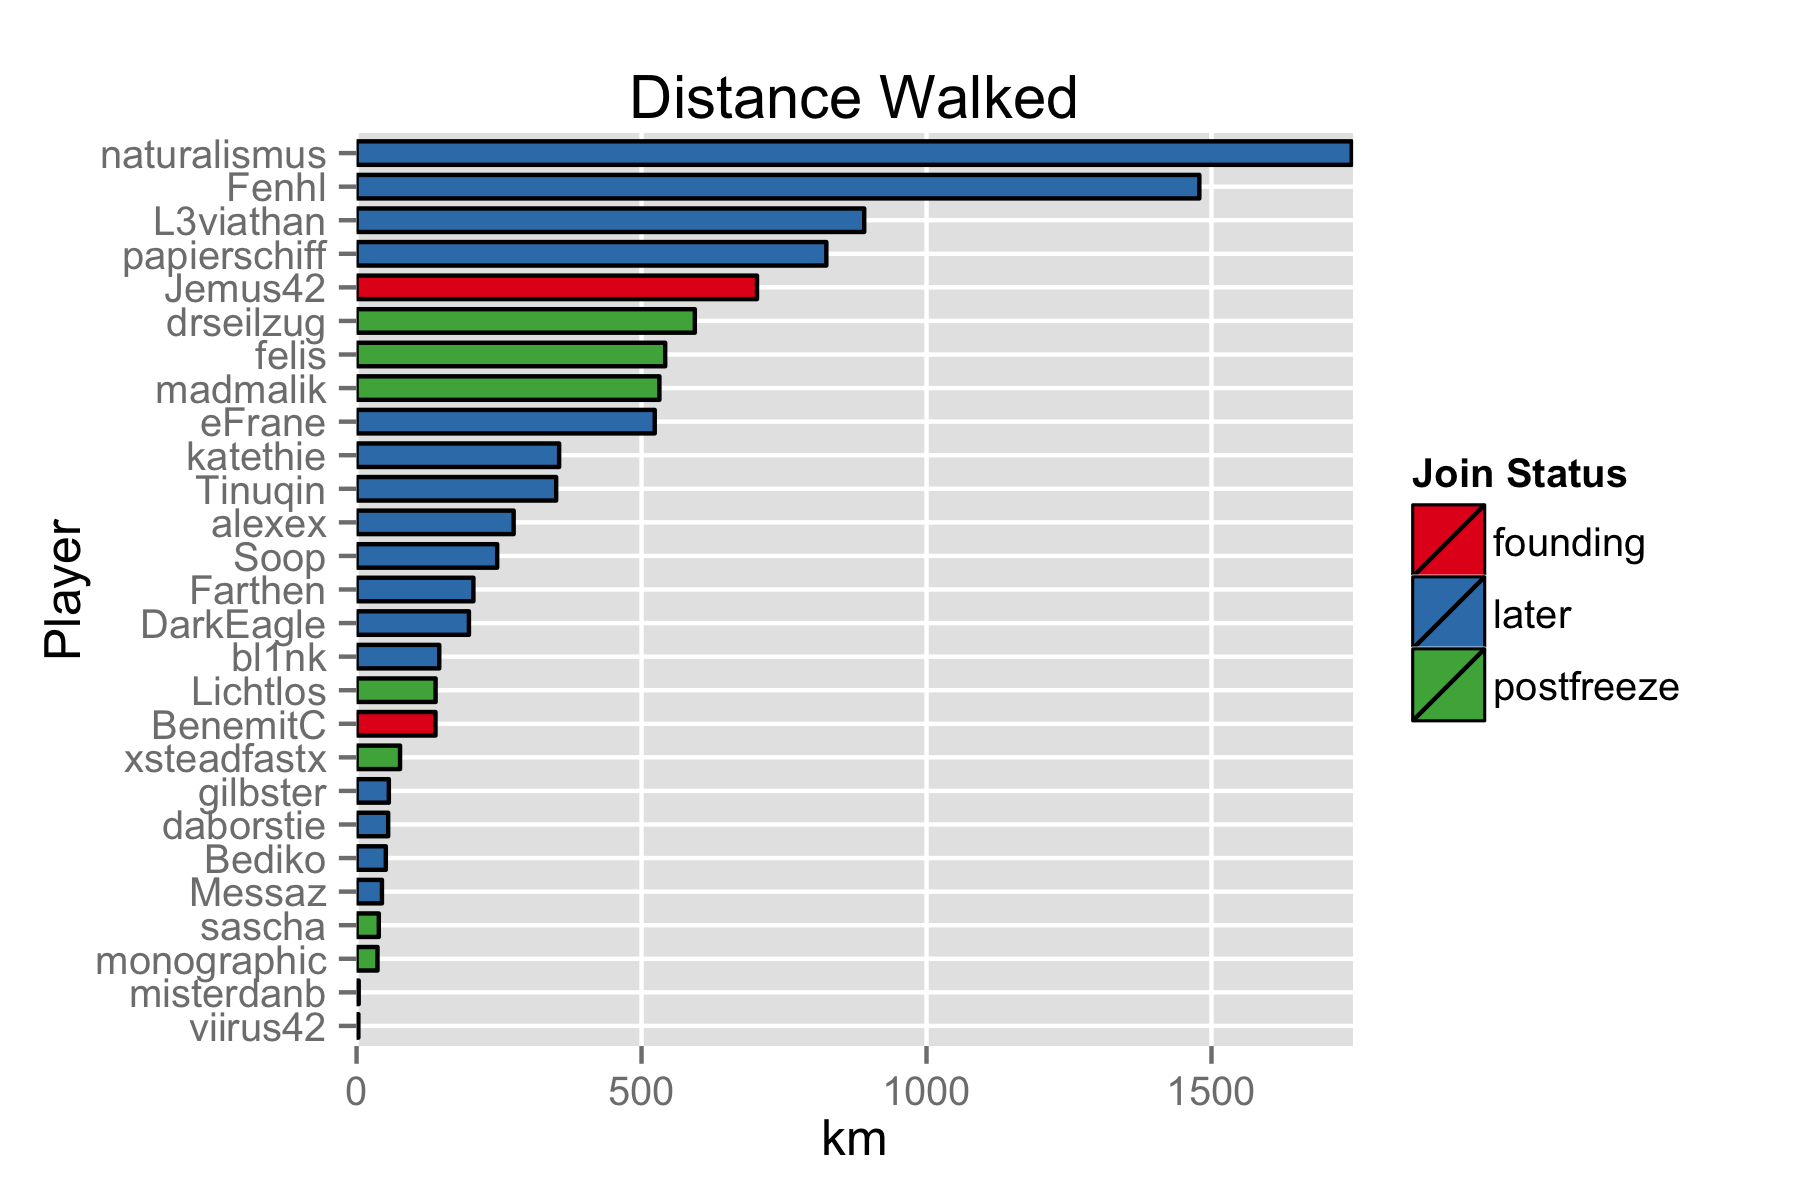 Distance Walked
naturalismus
Fenhl
L3viathan
papierschiff
Jemus42
drseilzug
felis
madmalik
eFrane
katethie
Tinuqin
alexex
Soop
Farthen
DarkEagle
bl1nk
Lichtlos
BenemitC
xsteadfastx
gilbster
daborstie
Bediko
Messaz
sascha
monographic
misterdanb
viirus42
Player
0 500 1000 1500
km
Join Status
founding
later
postfreeze